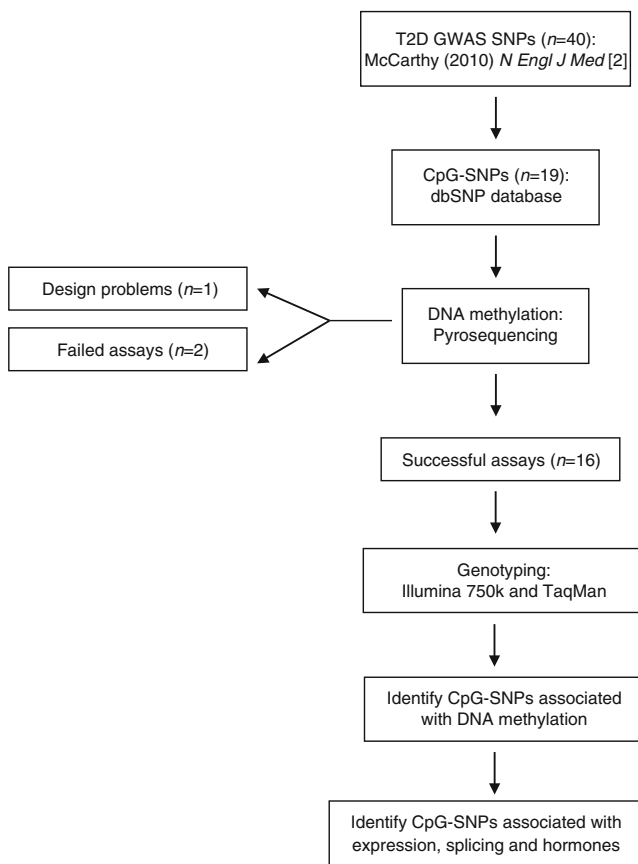 T2D GWAS SNPs (n=40):
McCarthy (2010) N Engl J Med [2]
CpG-SNPs (n=19):
dbSNP database
Design problems (n=1)
Failed assays (n=2)
DNA methylation:
Pyrosequencing
Successful assays (n=16)
Genotyping:
Illumina 750k and TaqMan
Identify CpG-SNPs associated
with DNA methylation
Identify CpG-SNPs associated with
expression, splicing and hormones